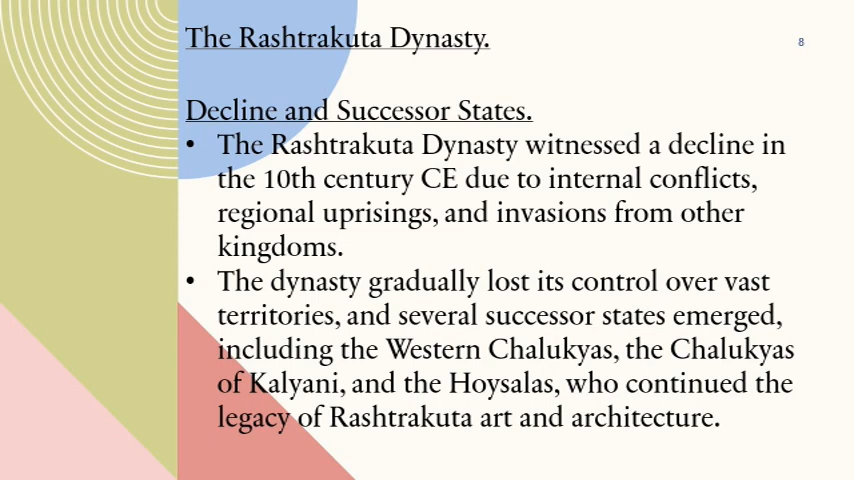 The Rashtrakuta Dynasty.
8
Decline and Successor States.
• The Rashtrakuta Dynasty witnessed a decline in
the 10th century CE due to internal conflicts,
regional uprisings, and invasions from other
kingdoms.
• The dynasty gradually lost its control over vast
territories, and several successor states emerged,
including the Western Chalukyas, the Chalukyas
of Kalyani, and the Hoysalas, who continued the
legacy of Rashtrakuta art and architecture.